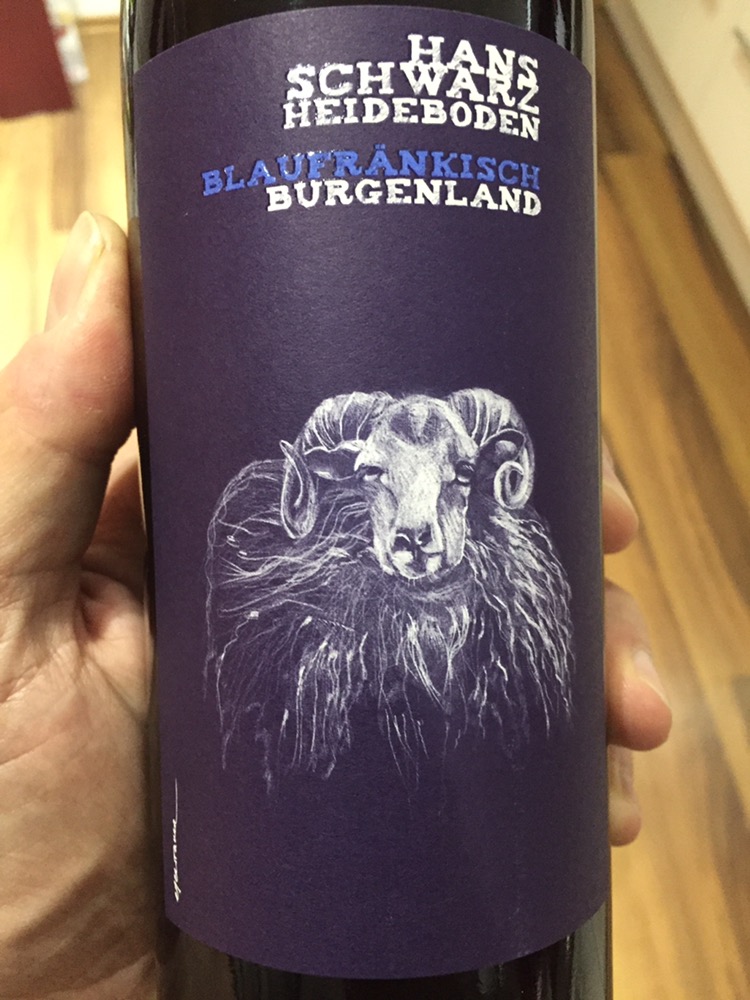 HANS
SCHWARZ
HEIDEBODEN
BLAUFRÄNKISCH
BURGENLAND